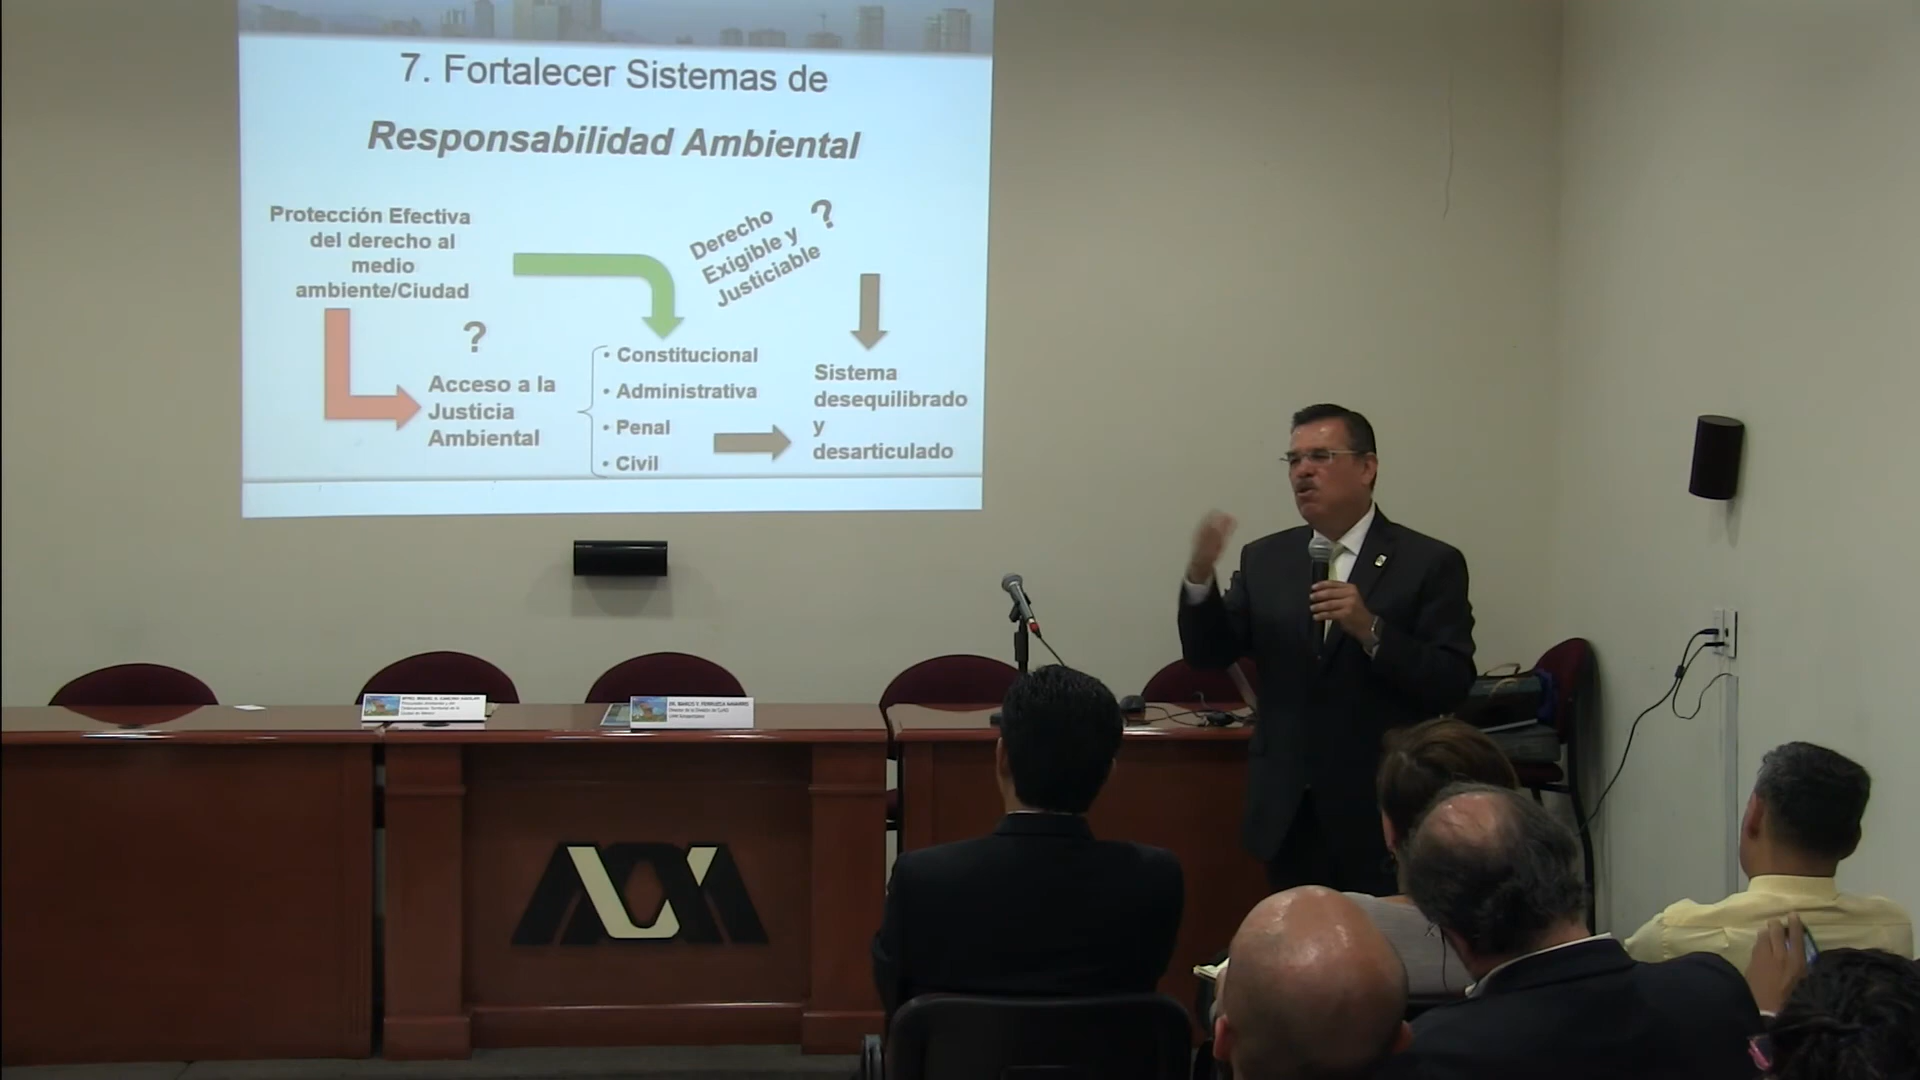 7. Fortalecer Sistemas de
Responsabilidad Ambiental
Protección Efectiva
del derecho al
medio
ambiente/Ciudad
?
Derecho
Exigible y
Justiciable
?
Acceso a la
Justicia
Ambiental
• Constitucional
• Administrativa
• Penal
• Civil
Sistema
desequilibrado
y
desarticulado